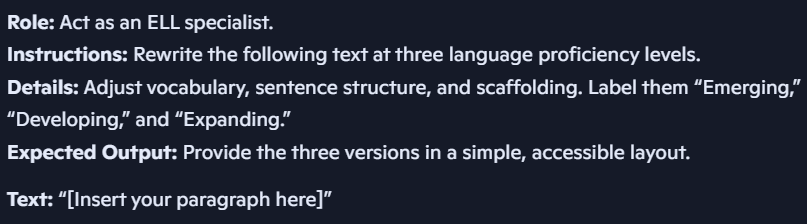 Role: Act as an ELL specialist.
Instructions: Rewrite the following text at three language proficiency levels.
Details: Adjust vocabulary, sentence structure, and scaffolding. Label them “Emerging,”
“Developing,” and “Expanding.”
Expected Output: Provide the three versions in a simple, accessible layout.
Text: “[Insert your paragraph here]”